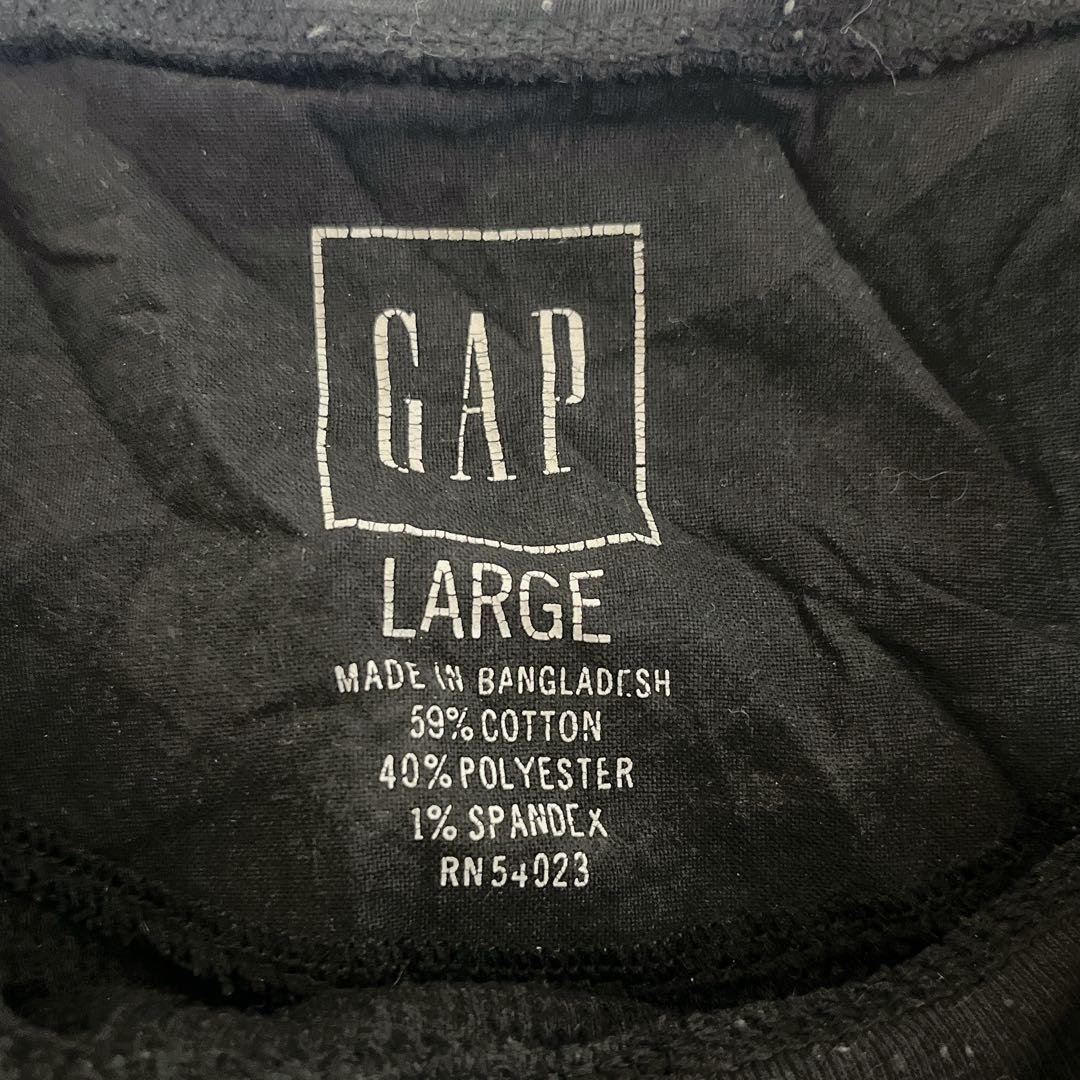 GAP
LARGE
MADE IN BANGLADESH
59% COTTON
40% POLYESTER
1% SPANDEX
RN 54023